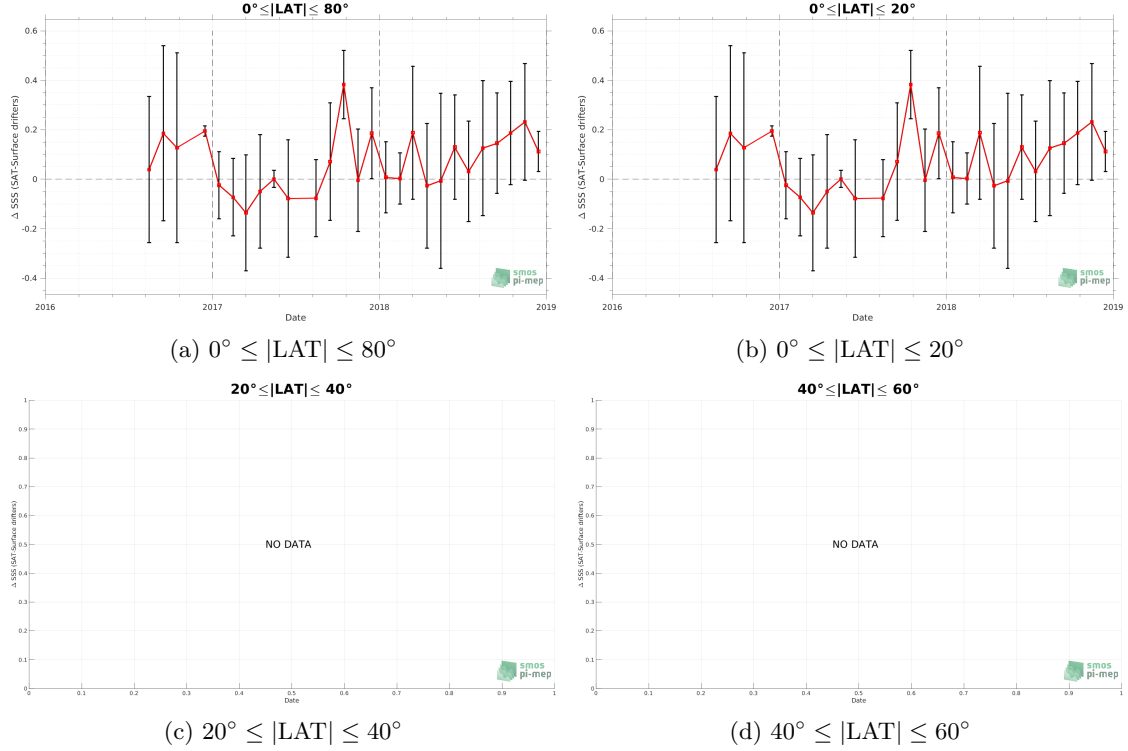 0°≤|LAT|≤ 80°
Δ SSS (SAT-Surface drifters)
0.6
0.4
0.2
0
-0.2
-0.4
2016
2017
2018
2019
Date
smos
pi-mep
(a) 0° ≤ |LAT| ≤ 80°
0°≤|LAT|≤ 20°
Δ SSS (SAT-Surface drifters)
0.6
0.4
0.2
0
-0.2
-0.4
2016
2017
2018
2019
Date
smos
pi-mep
(b) 0° ≤ |LAT| ≤ 20°
20°≤|LAT|≤ 40°
Δ SSS (SAT-Surface drifters)
1
0.9
0.8
0.7
0.6
0.5
0.4
0.3
0.2
0.1
0
NO DATA
0
0.1
0.2
0.3
0.4
0.5
0.6
0.7
0.8
0.9
1
Date
smos
pi-mep
(c) 20° ≤ |LAT| ≤ 40°
40°≤|LAT|≤ 60°
Δ SSS (SAT-Surface drifters)
1
0.9
0.8
0.7
0.6
0.5
0.4
0.3
0.2
0.1
0
NO DATA
0
0.1
0.2
0.3
0.4
0.5
0.6
0.7
0.8
0.9
1
Date
smos
pi-mep
(d) 40° ≤ |LAT| ≤ 60°